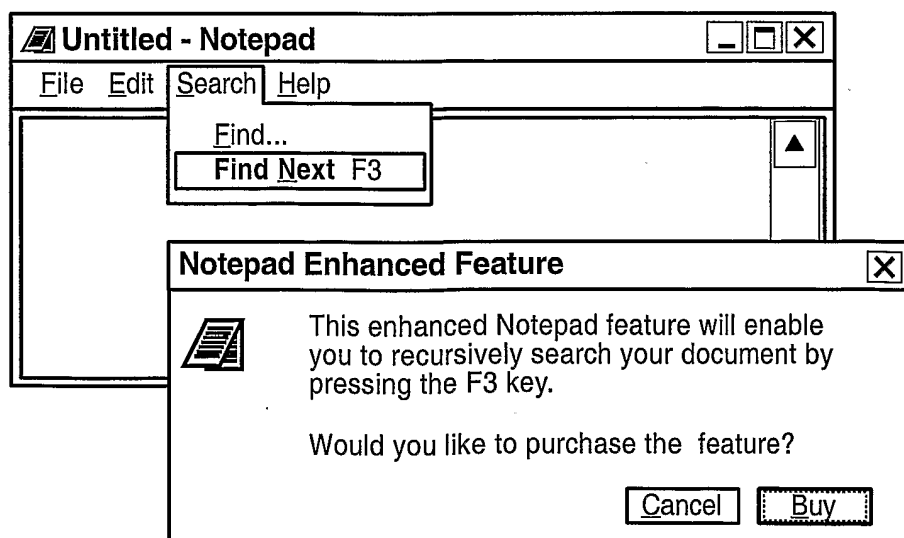 Untitled - Notepad
File Edit Search Help
Find...
Find Next F3
Notepad Enhanced Feature
This enhanced Notepad feature will enable
you to recursively search your document by
pressing the F3 key.
Would you like to purchase the feature?
Cancel Buy